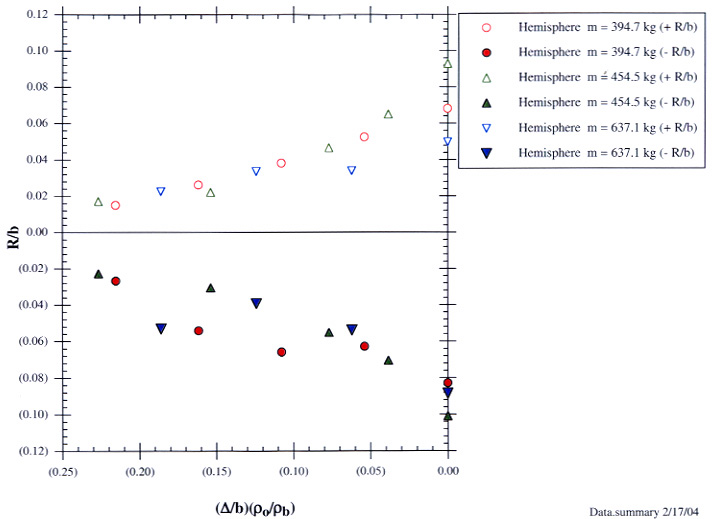 0.12
0.10
0.08
0.06
0.04
0.02
0.00
(0.02)
(0.04)
(0.06)
(0.08)
(0.10)
(0.12)
R/b
(0.25)
(0.20)
(0.15)
(0.10)
(0.05)
0.00
(Δ/b)(ρo/ρb)
Hemisphere m = 394.7 kg (+ R/b)
Hemisphere m = 394.7 kg (- R/b)
Hemisphere m = 454.5 kg (+ R/b)
Hemisphere m = 454.5 kg (- R/b)
Hemisphere m = 637.1 kg (+ R/b)
Hemisphere m = 637.1 kg (- R/b)
Data.summary 2/17/04